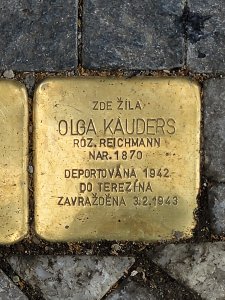 ZDE ŽILA
OLGA KAUDERS
ROZ. REICHMANN
NAR. 1870
DEPORTOVÁNA 1942
DO TEREZÍNA
ZAVRAŽDĚNA 3.2.1943